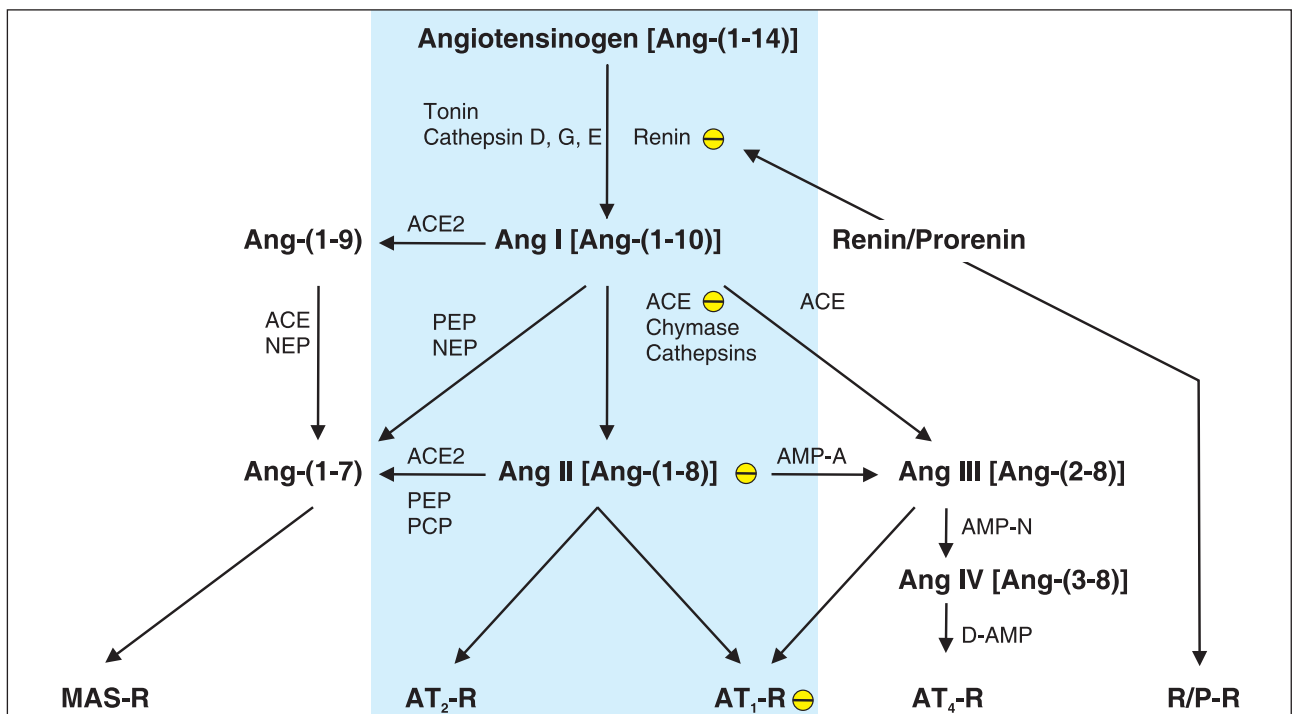 Angiotensinogen [Ang-(1-14)]
Tonin
Cathepsin D, G, E
Renin
Ang-(1-9)
ACE2
Ang I [Ang-(1-10)]
Renin/Prorenin
ACE
NEP
PEP
NEP
ACE
Chymase
Cathepsins
ACE
Ang-(1-7)
ACE2
PEP
PCP
Ang II [Ang-(1-8)]
AMP-A
Ang III [Ang-(2-8)]
AMP-N
Ang IV [Ang-(3-8)]
D-AMP
MAS-R
AT₂-R
AT₁-R
AT₄-R
R/P-R